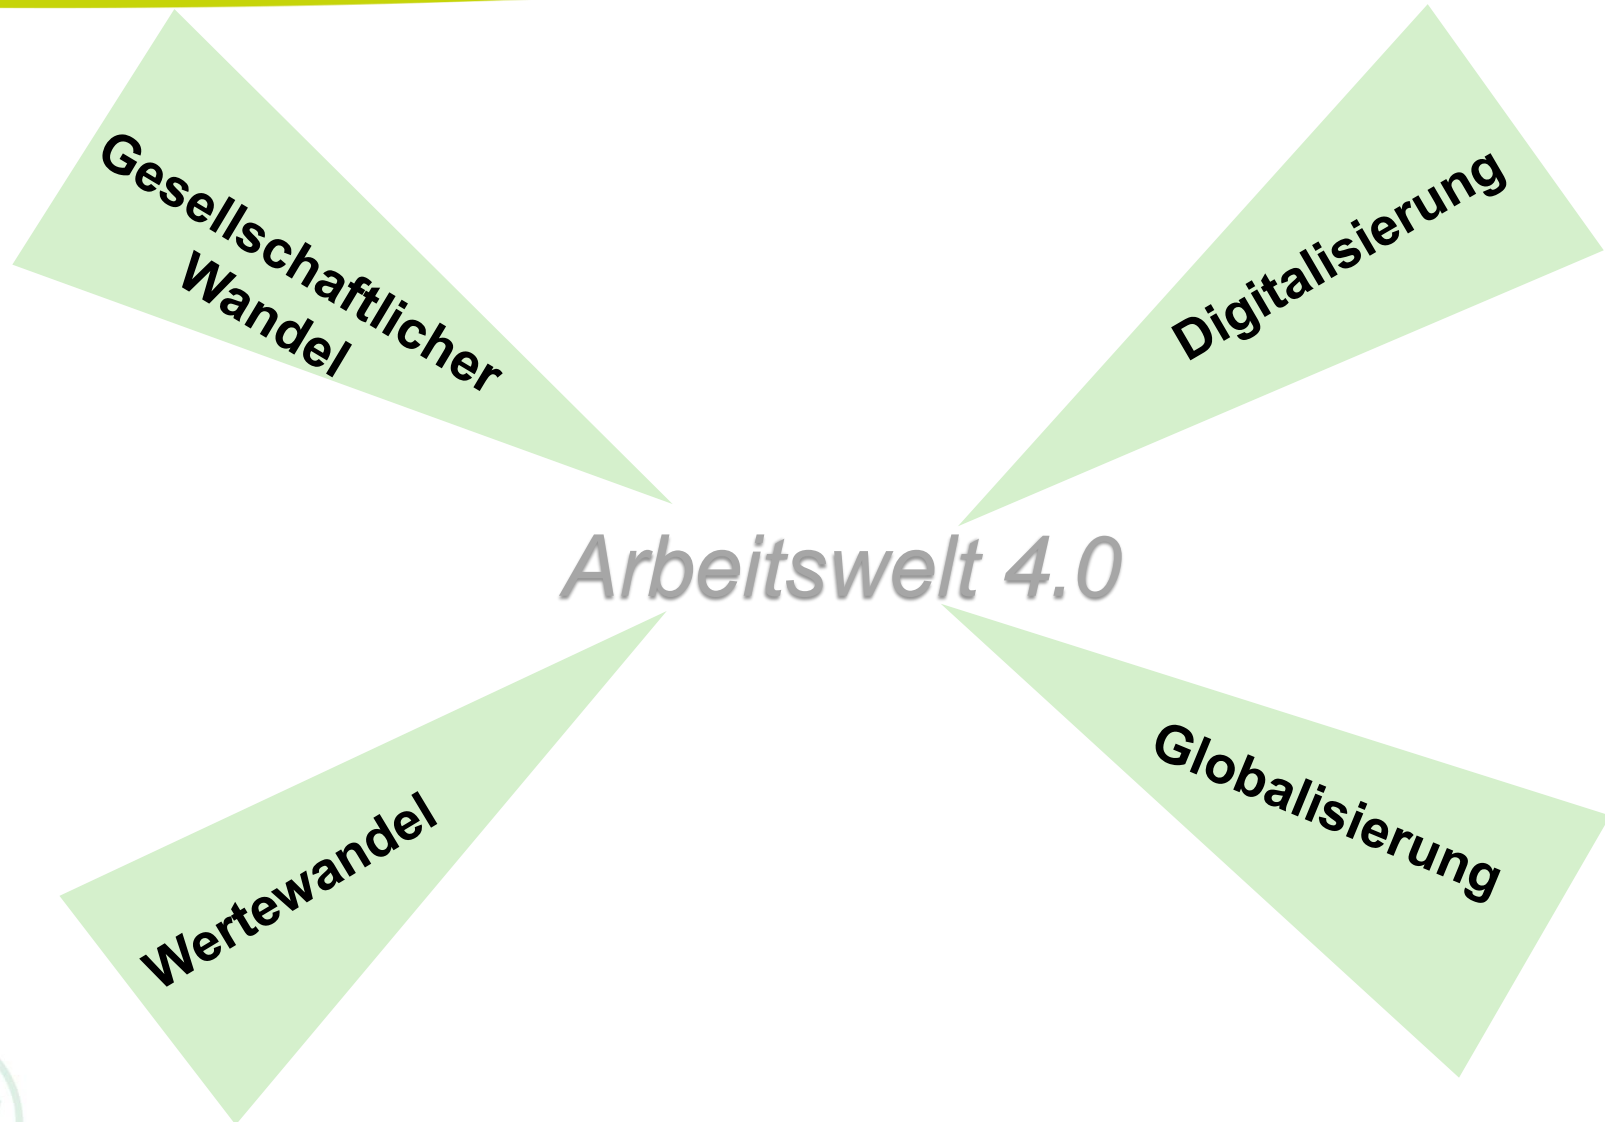 Gesellschaftlicher
Wandel
Digitalisierung
Arbeitswelt 4.0
Wertewandel
Globalisierung